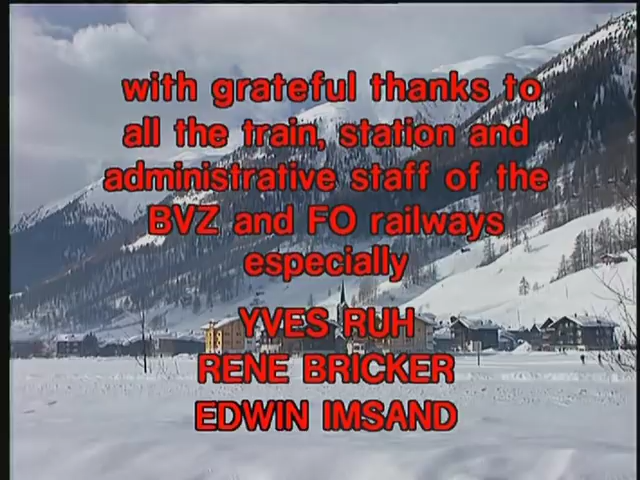 with grateful thanks to
all the train, station and
administrative staff of the
BVZ and FO railways
especially
YVES RUH
RENE BRICKER
EDWIN IMSAND